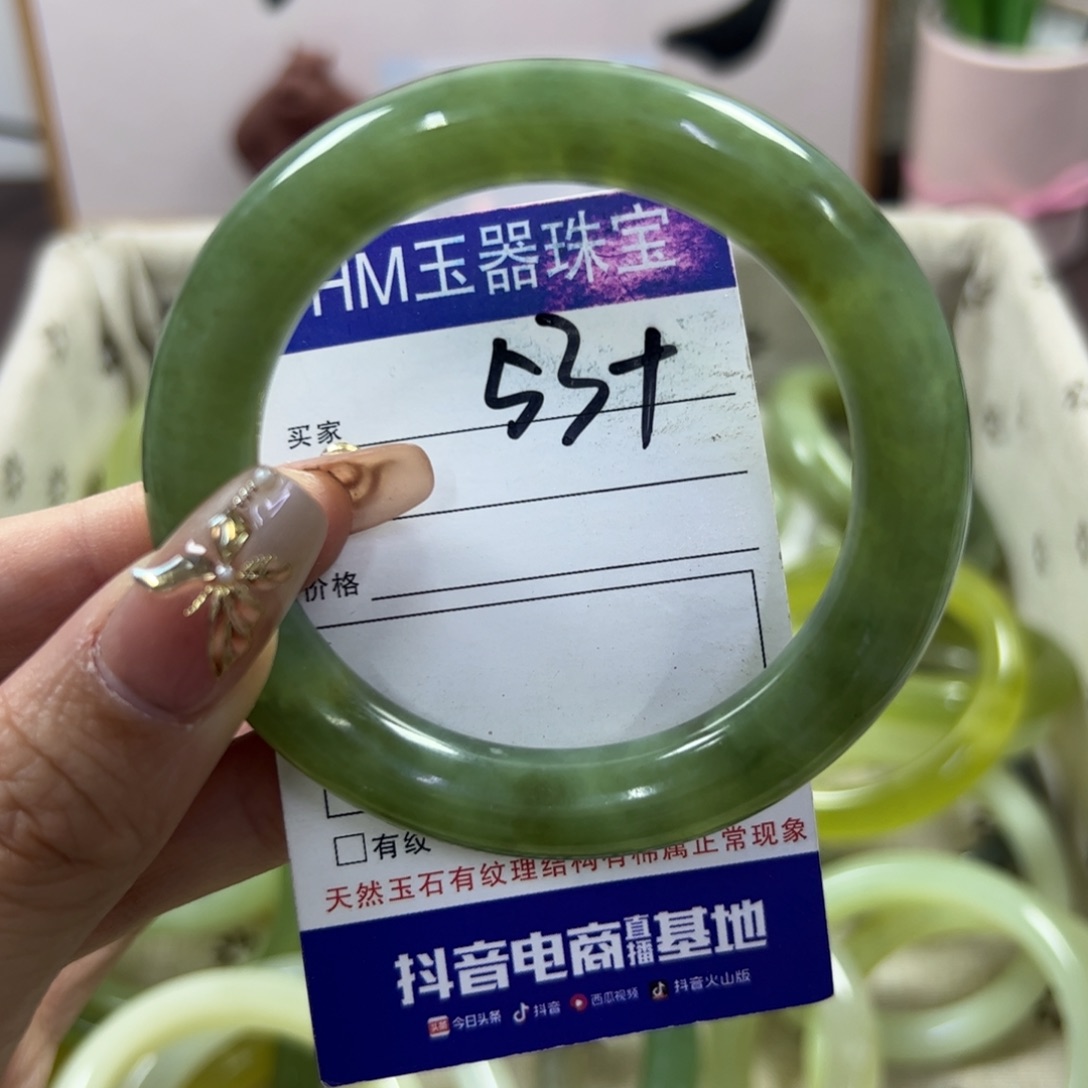 HM玉器珠宝
53+
买家
价格
有纹
天然玉石有纹理结构有棉属正常现象
抖音电商直播基地
头条 今日头条 抖音 西瓜视频 抖音火山版